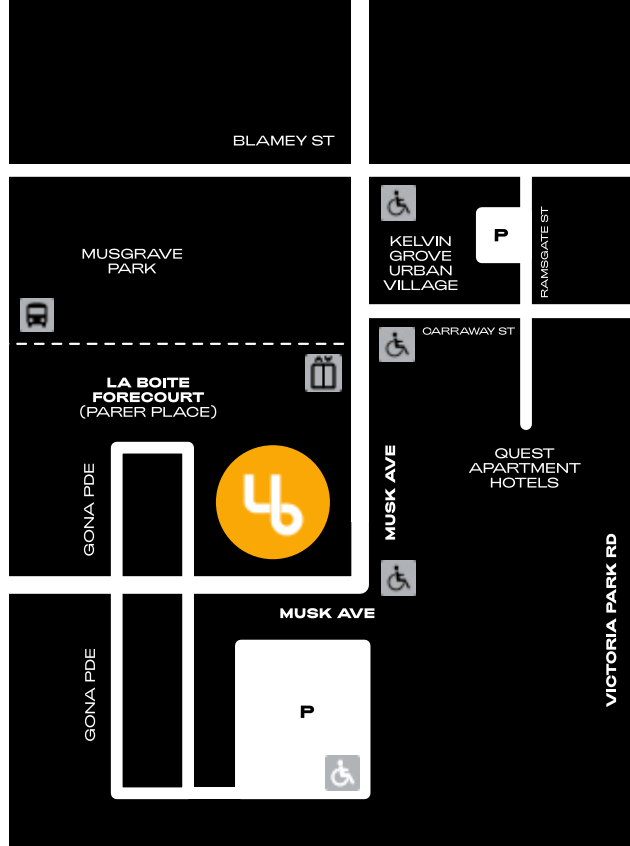 BLAMEY ST
MUSGRAVE
PARK
KELVIN
GROVE
URBAN
VILLAGE
P
RAMSGATE ST
CARRAWAY ST
LA BOITE
FORECOURT
(PARER PLACE)
GONA PDE
MUSK AVE
QUEST
APARTMENT
HOTELS
VICTORIA PARK RD
MUSK AVE
GONA PDE
P